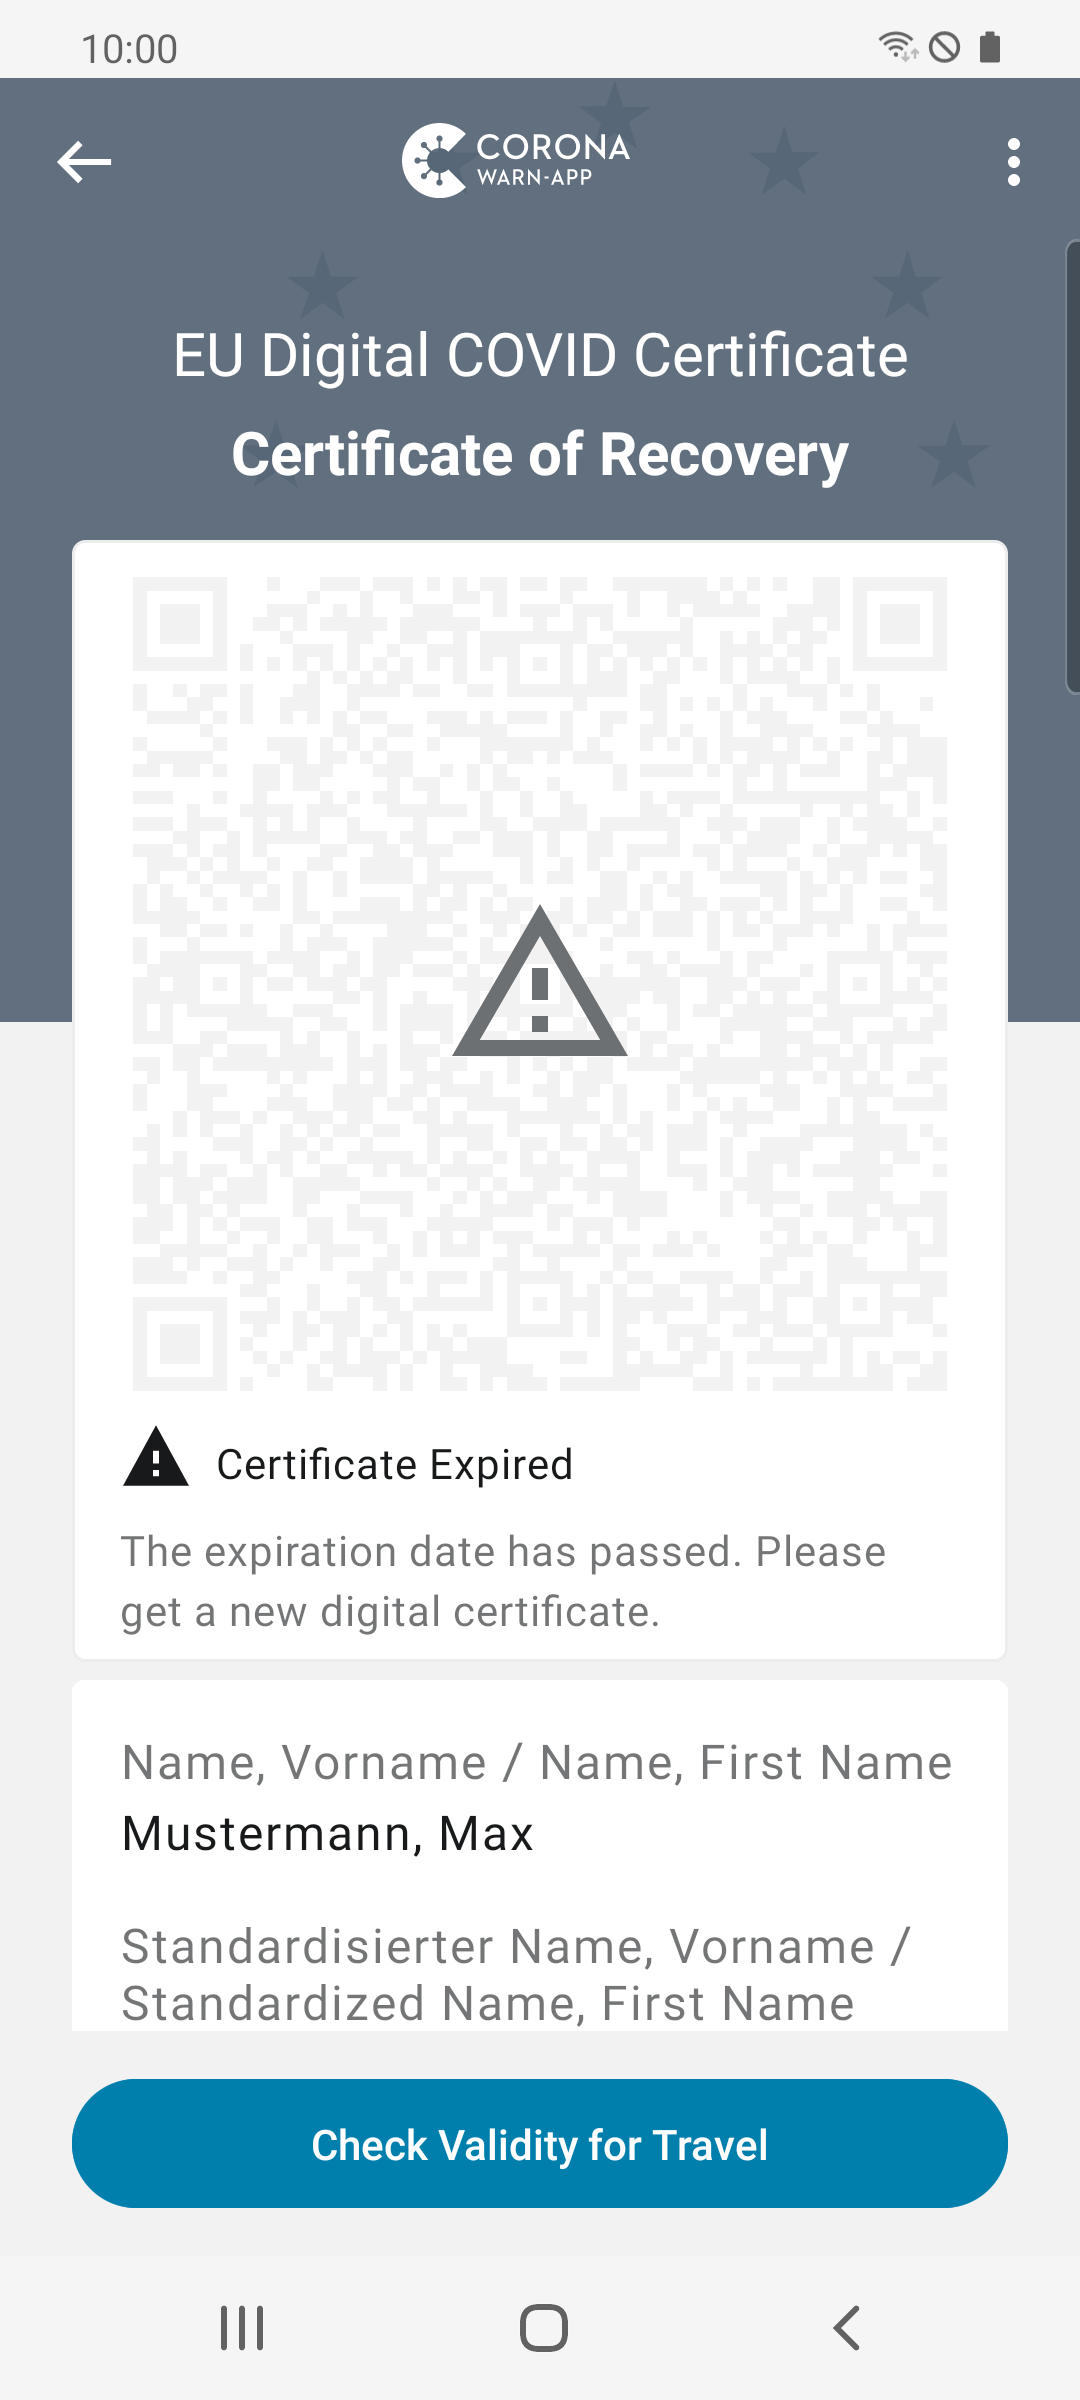 10:00
CORONA
WARN-APP
EU Digital COVID Certificate
Certificate of Recovery
Certificate Expired
The expiration date has passed. Please
get a new digital certificate.
Name, Vorname / Name, First Name
Mustermann, Max
Standardisierter Name, Vorname /
Standardized Name, First Name
Check Validity for Travel